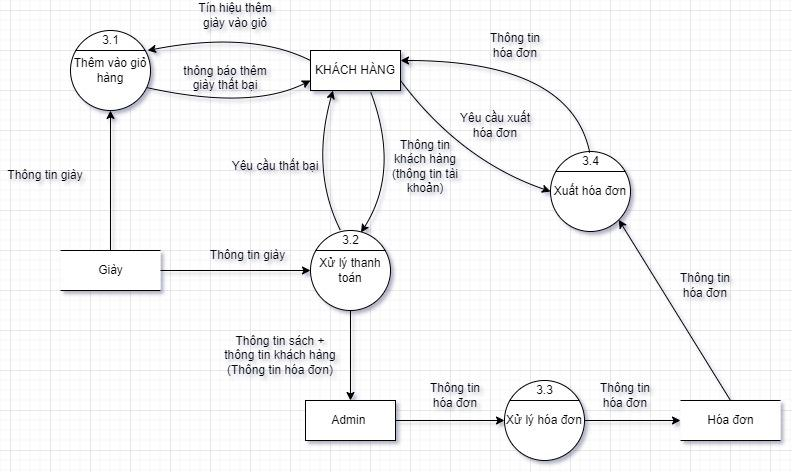 Tín hiệu thêm
giày vào giỏ
3.1
Thêm vào giỏ
hàng
thông báo thêm
giày thất bại
KHÁCH HÀNG
Thông tin
hóa đơn
Yêu cầu xuất
hóa đơn
Thông tin
khách hàng
(thông tin tài
khoản)
Yêu cầu thất bại
3.4
Xuất hóa đơn
Thông tin giày
Giày
Thông tin giày
3.2
Xử lý thanh
toán
Thông tin
hóa đơn
Thông tin sách +
thông tin khách hàng
(Thông tin hóa đơn)
Admin
Thông tin
hóa đơn
3.3
Xử lý hóa đơn
Thông tin
hóa đơn
Hóa đơn